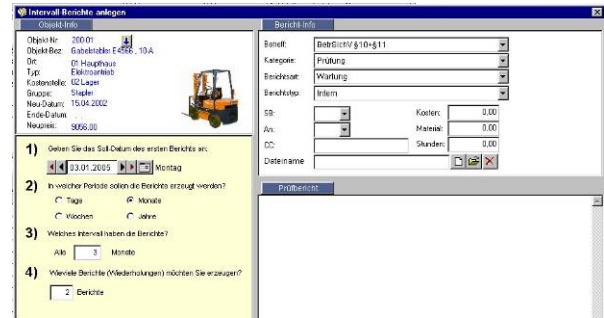 Intervall-Berichte anlegen
Objekt-Info
Objekt-Nr. 200-01
Objekt-Bez: Gabelstabler E4566, 10 A
Ort: 01 Haupthaus
Typ: Elektroantrieb
Kostenstelle: 02 Lager
Gruppe: Stapler
Neu-Datum: 15.04.2002
Ende-Datum: . .
Neupreis: 9056,00
1) Geben Sie das Soll-Datum des ersten Berichts an:
03.01.2005 Montag
2) In welcher Periode sollen die Berichte erzeugt werden?
Tage Monate
Wochen Jahre
3) Welches Intervall haben die Berichte?
Alle 3 Monate
4) Wieviele Berichte (Wiederholungen) möchten Sie erzeugen?
2 Berichte
Bericht-Info
Betreff: BetrSichV §10+§11
Kategorie: Prüfung
Berichtsart: Wartung
Berichtstyp: Intern
SB: Kosten: 0,00
An: Material: 0,00
CC: Stunden: 0,00
Dateiname
Prüfbericht